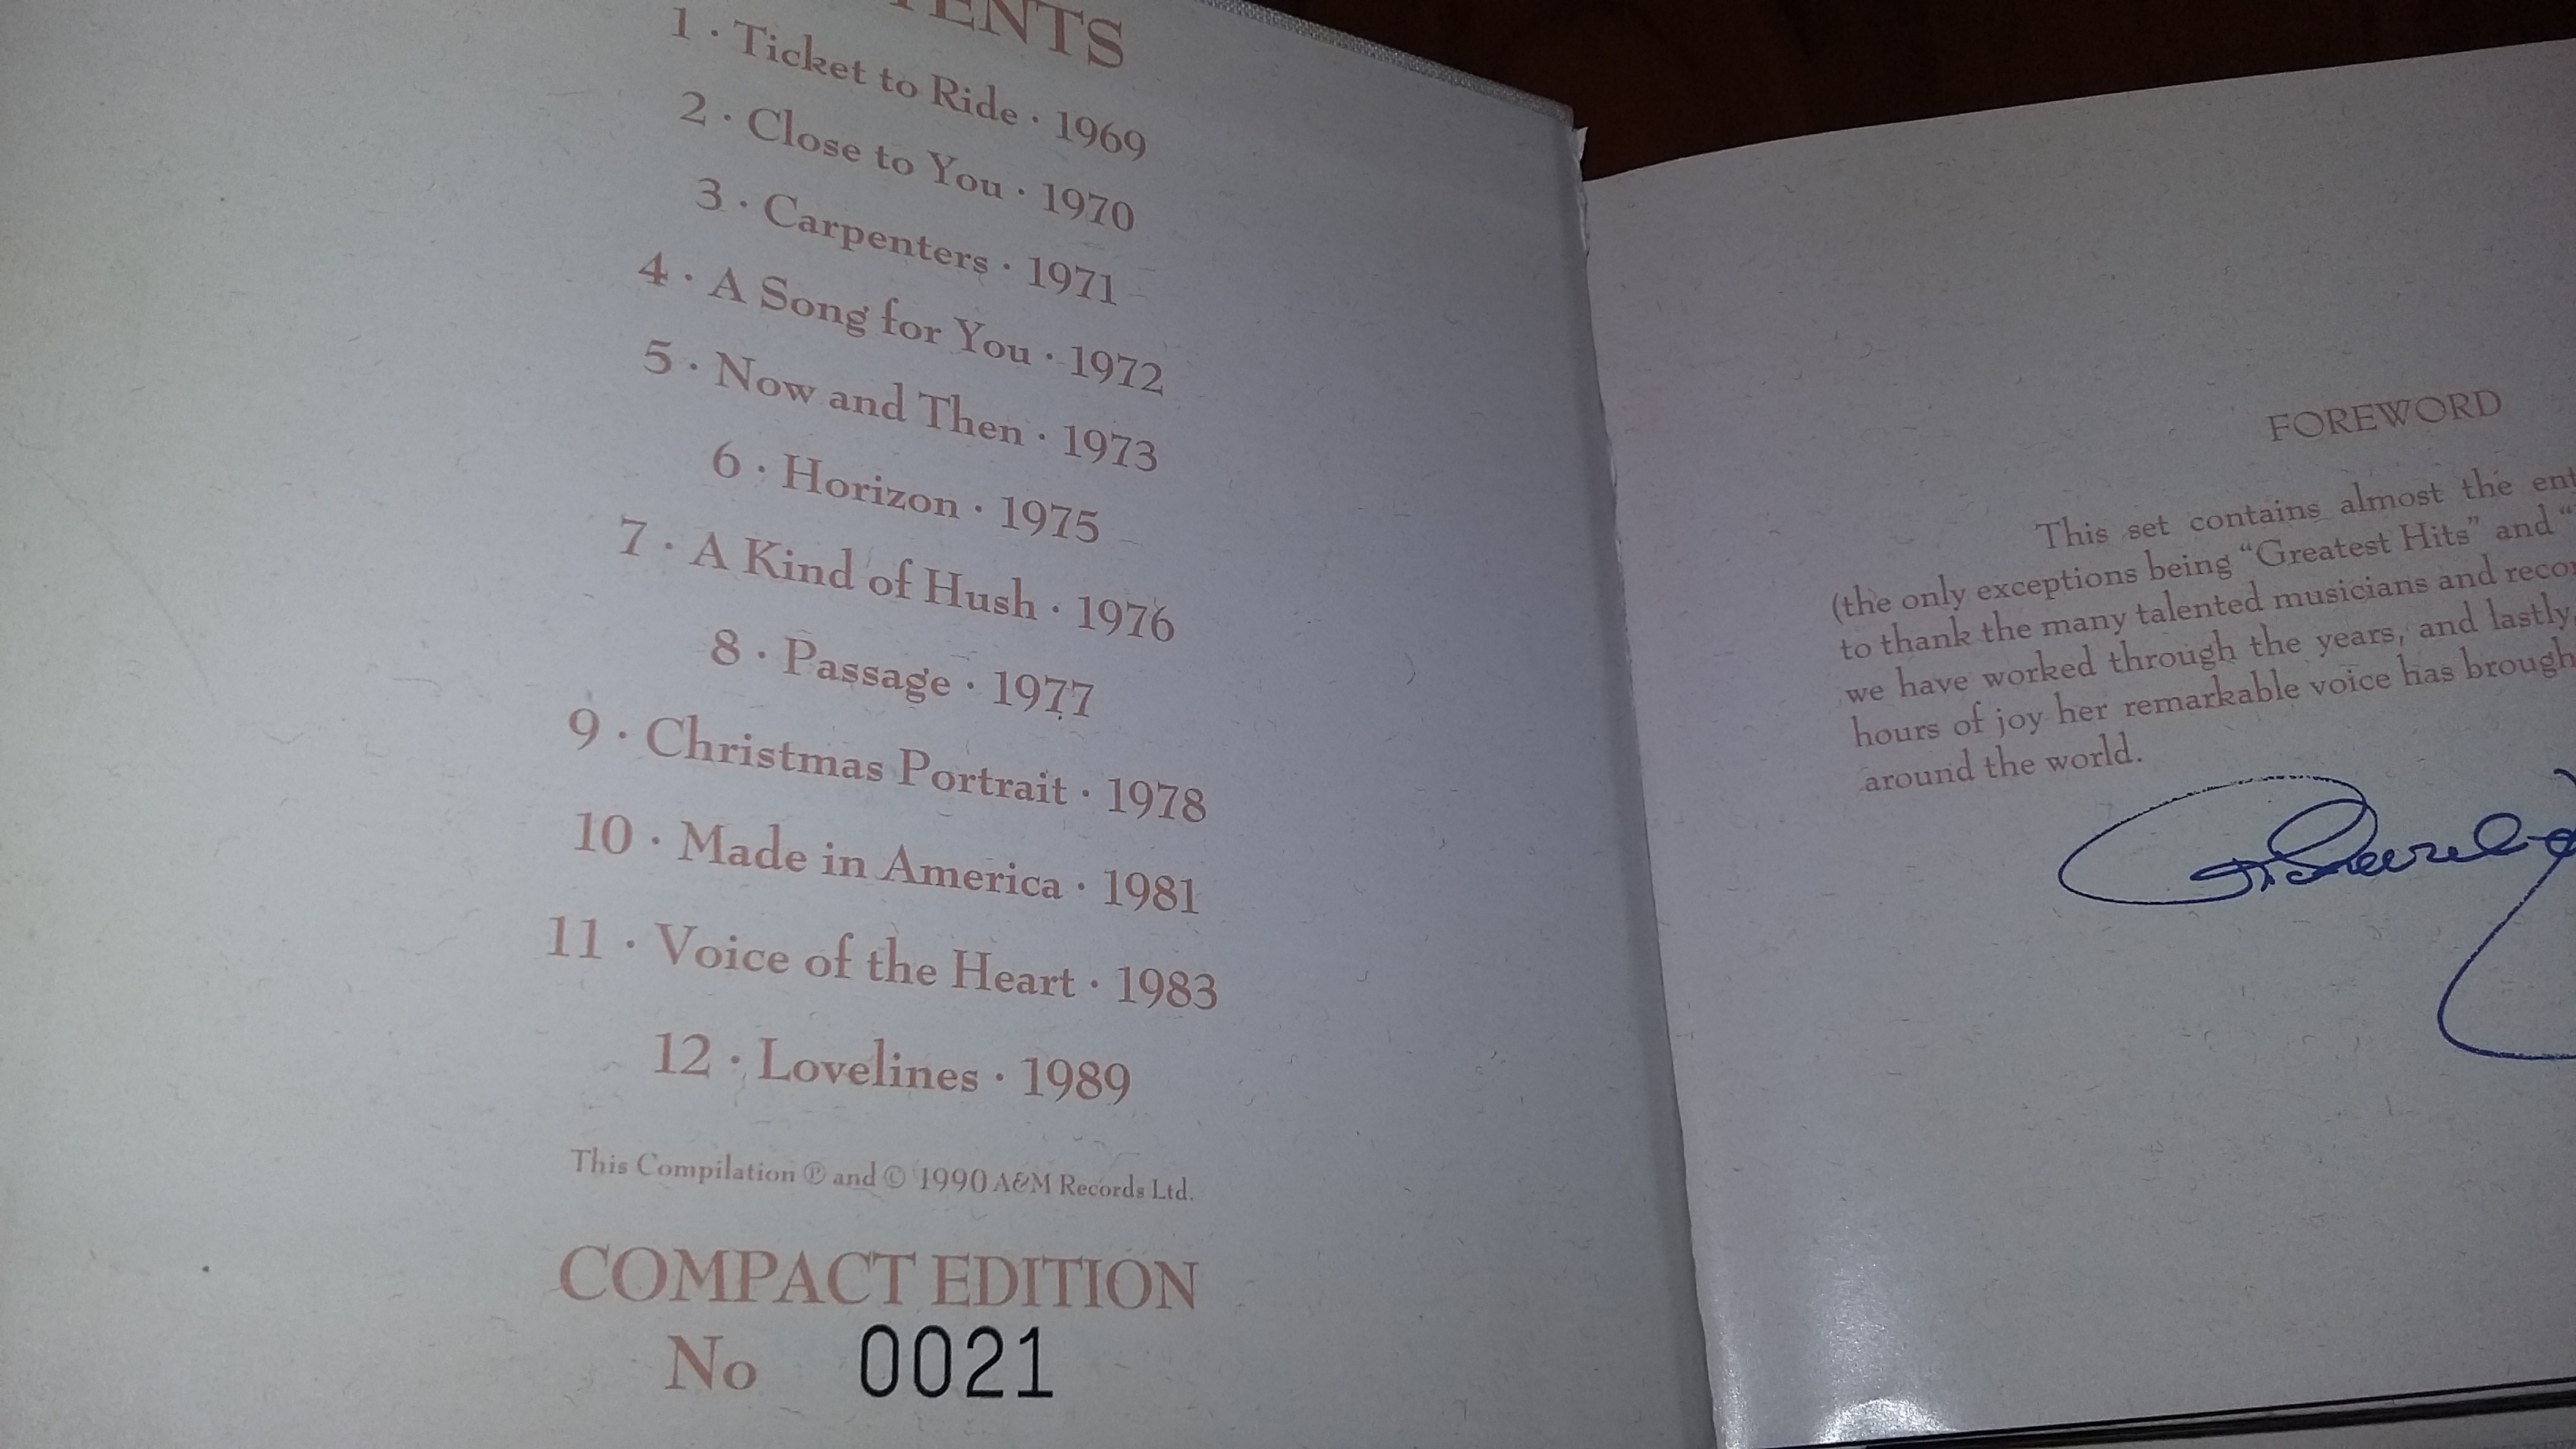 1 · Ticket to Ride · 1969
2 · Close to You · 1970
3 · Carpenters · 1971
4 · A Song for You · 1972
5 · Now and Then · 1973
6 · Horizon · 1975
7 · A Kind of Hush · 1976
8 · Passage · 1977
9 · Christmas Portrait · 1978
10 · Made in America · 1981
11 · Voice of the Heart · 1983
12 · Lovelines · 1989
This Compilation ℗ and © 1990 A&M Records Ltd.
COMPACT EDITION
No 0021
FOREWORD
This set contains almost the
(the only exceptions being “Greatest Hits” and
to thank the many talented musicians and
we have worked through the years, and lastly,
hours of joy her remarkable voice has
around the world.